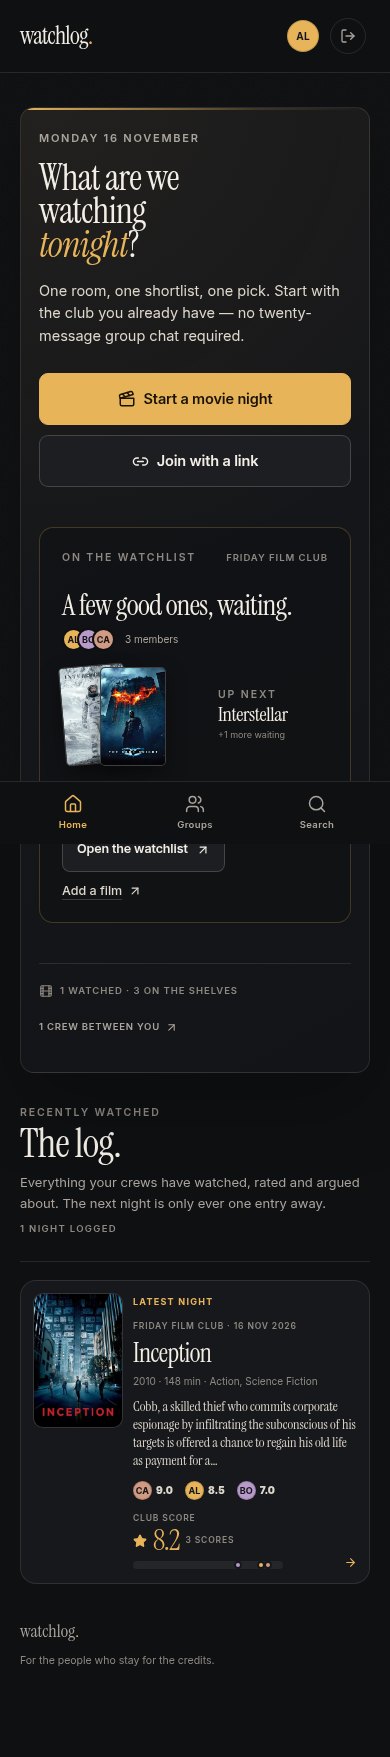 watchlog.
AL
MONDAY 16 NOVEMBER
What are we
watching
tonight?
One room, one shortlist, one pick. Start with
the club you already have — no twenty-
message group chat required.
Start a movie night
Join with a link
ON THE WATCHLIST
FRIDAY FILM CLUB
A few good ones, waiting.
AL BO CA 3 members
UP NEXT
Interstellar
+1 more waiting
Home
Groups
Search
Open the watchlist
Add a film
1 WATCHED · 3 ON THE SHELVES
1 CREW BETWEEN YOU
RECENTLY WATCHED
The log.
Everything your crews have watched, rated and argued
about. The next night is only ever one entry away.
1 NIGHT LOGGED
INCEPTION
LATEST NIGHT
FRIDAY FILM CLUB · 16 NOV 2026
Inception
2010 · 148 min · Action, Science Fiction
Cobb, a skilled thief who commits corporate
espionage by infiltrating the subconscious of his
targets is offered a chance to regain his old life
as payment for a...
CA 9.0 AL 8.5 BO 7.0
CLUB SCORE
8.2 3 SCORES
watchlog.
For the people who stay for the credits.